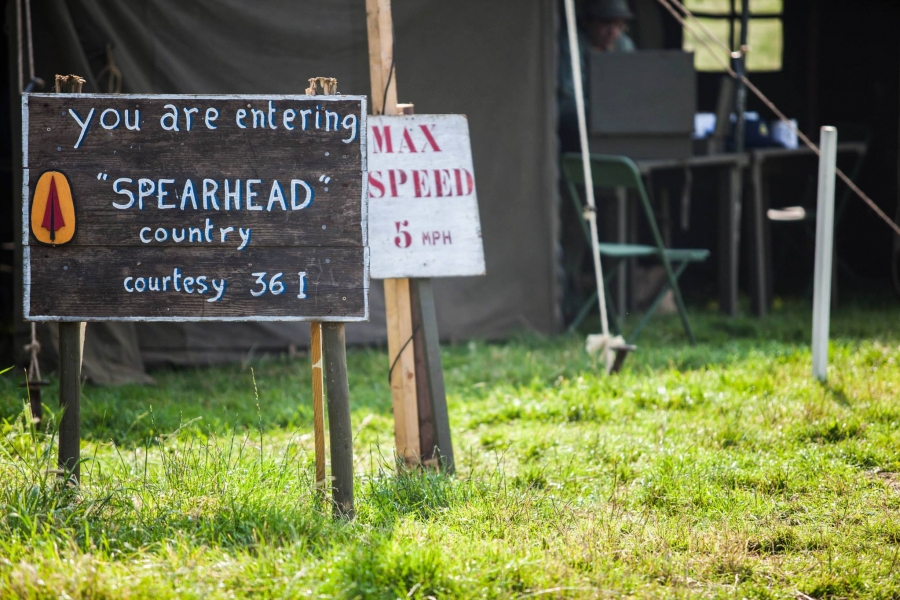 you are entering
"SPEARHEAD"
country
courtesy 36 I
MAX
SPEED
5 MPH